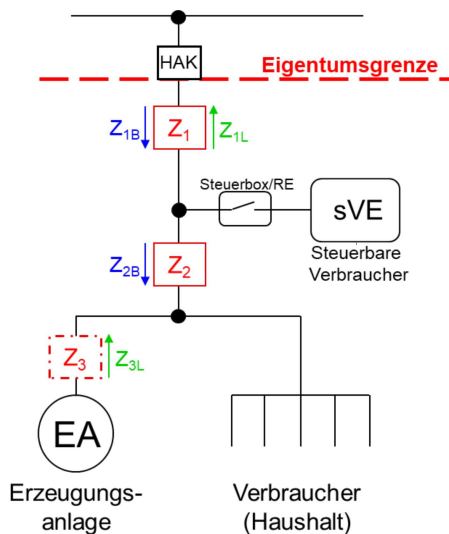 HAK
Eigentumsgrenze
Z1B
Z1
Z1L
Steuerbox/RE
sVE
Steuerbare
Verbraucher
Z2B
Z2
Z3
Z3L
EA
Erzeugungs-
anlage
Verbraucher
(Haushalt)